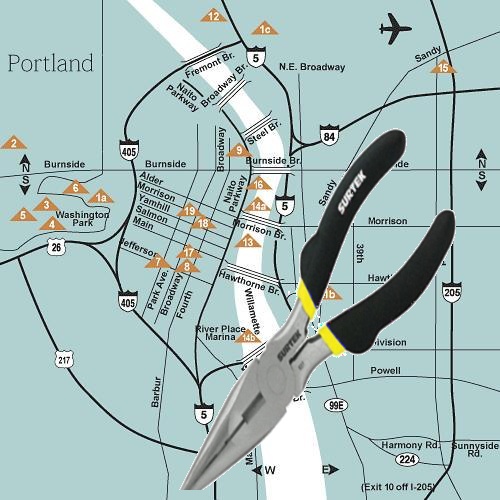 12
1c
Portland
Fremont Br.
5
Sandy
15
N.E. Broadway
Naito
Parkway
Broadway Br.
Steel Br.
84
2
405
Broadway
9
N
S
Burnside
Burnside
Burnside Br.
N
S
6
1a
Alder
Morrison
Yamhill
Salmon
Main
Naito
Parkway
16
Sandy
SURTEK
5
3
4
Washington
Park
19
18
14a
5
Morrison Br.
Morrison
26
Jefferson
7
17
8
13
39th
Hawthorne Br.
405
Park Ave.
Broadway
Fourth
Willamette
1b
205
River Place
Marina
14b
SURTEK
Division
217
Powell
Barbur
5
99E
Harmony Rd.
Sunnyside
Rd.
224
W
E
(Exit 10 off I-205)